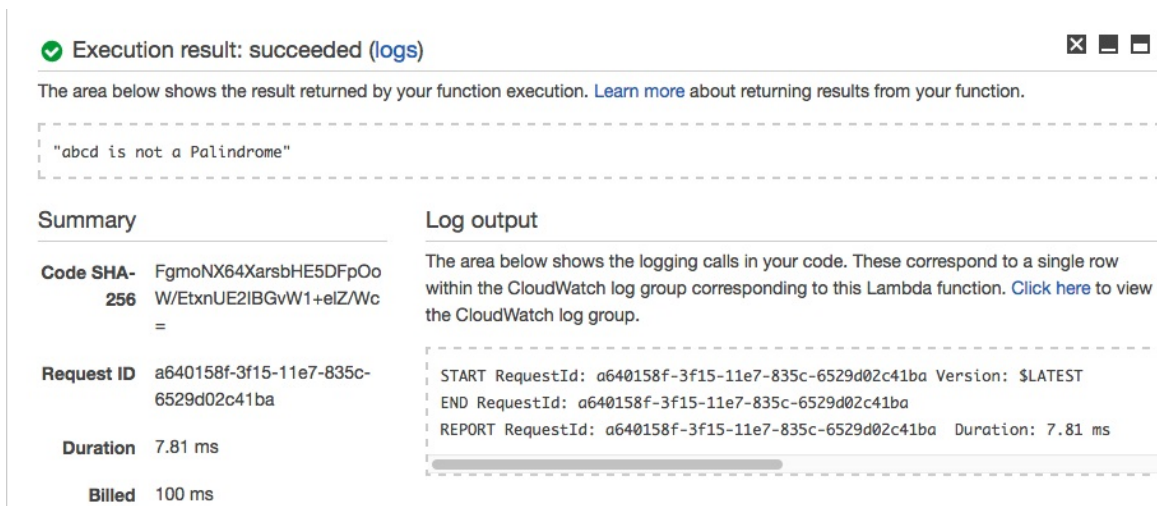 Execution result: succeeded (logs)
The area below shows the result returned by your function execution. Learn more about returning results from your function.
"abcd is not a Palindrome"
Summary
Code SHA-256 FgmoNX64XarsbHE5DFpOo
W/EtxnUE2IBGvW1+elZ/Wc
=
Request ID a640158f-3f15-11e7-835c-
6529d02c41ba
Duration 7.81 ms
Billed 100 ms
Log output
The area below shows the logging calls in your code. These correspond to a single row
within the CloudWatch log group corresponding to this Lambda function. Click here to view
the CloudWatch log group.
START RequestId: a640158f-3f15-11e7-835c-6529d02c41ba Version: $LATEST
END RequestId: a640158f-3f15-11e7-835c-6529d02c41ba
REPORT RequestId: a640158f-3f15-11e7-835c-6529d02c41ba Duration: 7.81 ms